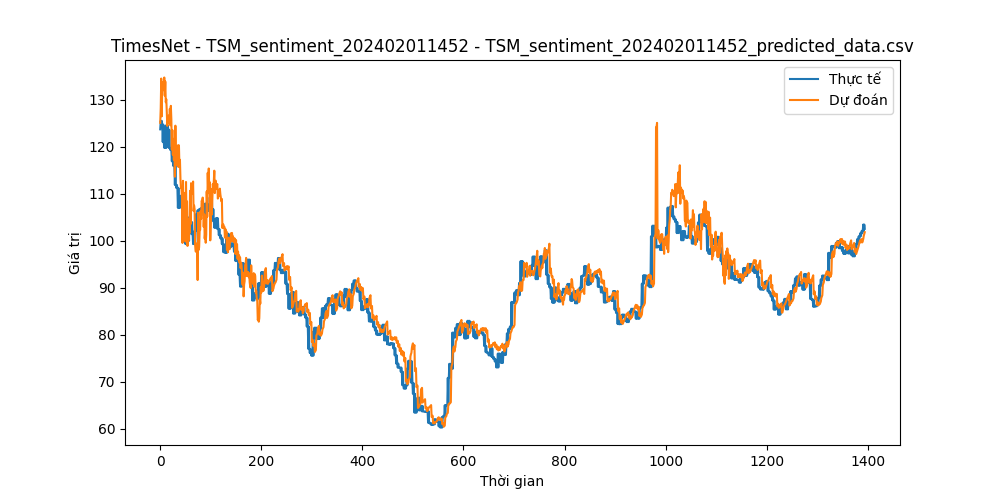 TimesNet - TSM_sentiment_202402011452 - TSM_sentiment_202402011452_predicted_data.csv
Thực tế
Dự đoán
Giá trị
130
120
110
100
90
80
70
60
0 200 400 600 800 1000 1200 1400
Thời gian